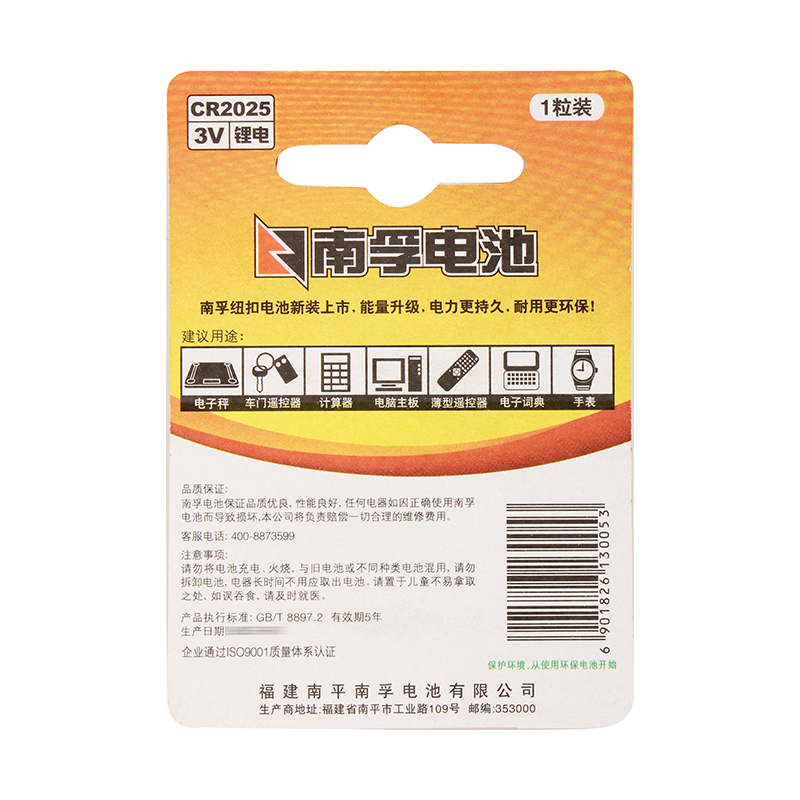 CR2025
3V 锂电
1粒装
南孚电池
南孚纽扣电池新装上市，能量升级，电力更持久，耐用更环保！
建议用途：
电子秤 车门遥控器 计算器 电脑主板 薄型遥控器 电子词典 手表
品质保证：
南孚电池保证品质优良，性能良好，任何电器如因正确使用南孚
电池而导致损坏，本公司将负责赔偿一切合理的维修费用。
客服电话：400-8873599
注意事项：
请勿将电池充电、火烧，与旧电池或不同种类电池混用，请勿
拆卸电池，电器长时间不用应取出电池。请置于儿童不易拿取
之处，如误吞食，请及时就医。
产品执行标准：GB/T 8897.2 有效期5年
生产日期
企业通过ISO9001质量体系认证
6 901826 130053
保护环境，从使用环保电池开始
福建南平南孚电池有限公司
生产商地址：福建省南平市工业路109号 邮编：353000